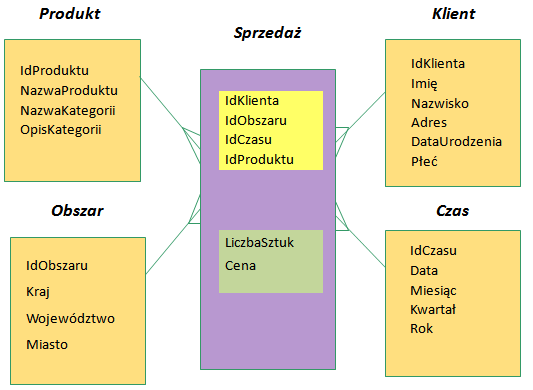 Produkt
IdProduktu
NazwaProduktu
NazwaKategorii
OpisKategorii
Sprzedaż
IdKlienta
IdObszaru
IdCzasu
IdProduktu
LiczbaSztuk
Cena
Klient
IdKlienta
Imię
Nazwisko
Adres
DataUrodzenia
Płeć
Obszar
IdObszaru
Kraj
Województwo
Miasto
Czas
IdCzasu
Data
Miesiąc
Kwartał
Rok